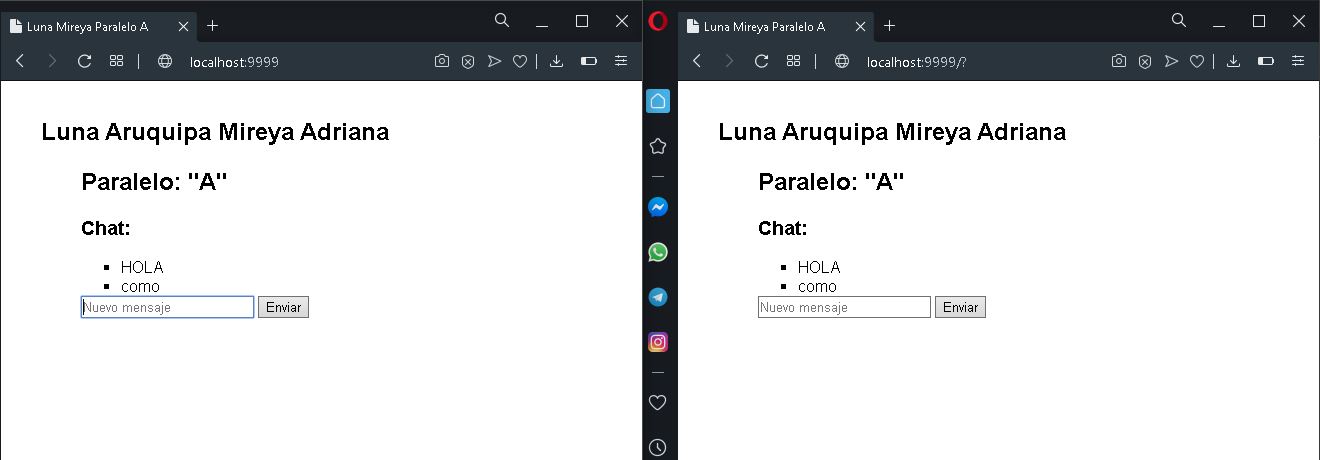 Luna Mireya Paralelo A
localhost:9999
Luna Aruquipa Mireya Adriana
Paralelo: "A"
Chat:
HOLA
como
Nuevo mensaje Enviar
Luna Mireya Paralelo A
localhost:9999/?
Luna Aruquipa Mireya Adriana
Paralelo: "A"
Chat:
HOLA
como
Nuevo mensaje Enviar